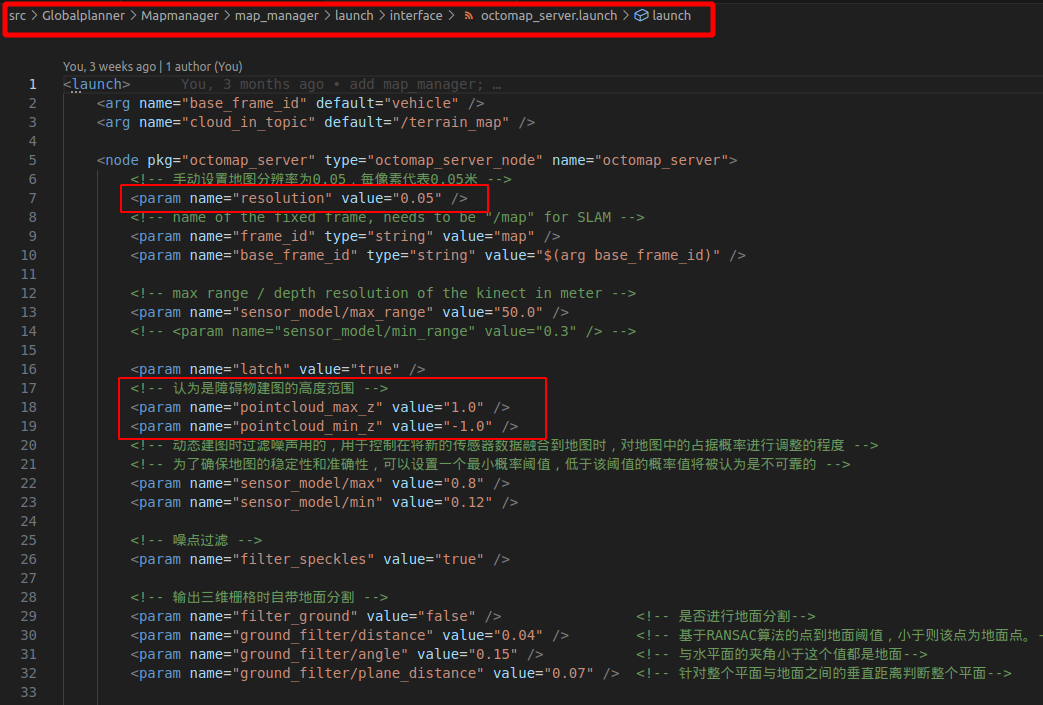 src > Globalplanner > Mapmanager > map_manager > launch > interface > octomap_server.launch > launch
You, 3 weeks ago | 1 author (You)
1 <launch> You, 3 months ago • add map_manager; …
2 <arg name="base_frame_id" default="vehicle" />
3 <arg name="cloud_in_topic" default="/terrain_map" />
4
5 <node pkg="octomap_server" type="octomap_server_node" name="octomap_server">
6 <!-- 手动设置地图分辨率为0.05，每像素代表0.05米 -->
7 <param name="resolution" value="0.05" />
8 <!-- name of the fixed frame, needs to be "/map" for SLAM -->
9 <param name="frame_id" type="string" value="map" />
10 <param name="base_frame_id" type="string" value="$(arg base_frame_id)" />
11
12 <!-- max range / depth resolution of the kinect in meter -->
13 <param name="sensor_model/max_range" value="50.0" />
14 <!-- <param name="sensor_model/min_range" value="0.3" /> -->
15
16 <param name="latch" value="true" />
17 <!-- 认为是障碍物建图的高度范围 -->
18 <param name="pointcloud_max_z" value="1.0" />
19 <param name="pointcloud_min_z" value="-1.0" />
20 <!-- 动态建图时过滤噪声用的，用于控制在将新的传感器数据融合到地图时，对地图中的占据概率进行调整的程度 -->
21 <!-- 为了确保地图的稳定性和准确性，可以设置一个最小概率阈值，低于该阈值的概率值将被认为是不可靠的 -->
22 <param name="sensor_model/max" value="0.8" />
23 <param name="sensor_model/min" value="0.12" />
24
25 <!-- 噪点过滤 -->
26 <param name="filter_speckles" value="true" />
27
28 <!-- 输出三维栅格时自带地面分割 -->
29 <param name="filter_ground" value="false" /> <!-- 是否进行地面分割-->
30 <param name="ground_filter/distance" value="0.04" /> <!-- 基于RANSAC算法的点到地面阈值，小于则该点为地面点。-
31 <param name="ground_filter/angle" value="0.15" /> <!-- 与水平面的夹角小于这个值都是地面-->
32 <param name="ground_filter/plane_distance" value="0.07" /> <!-- 针对整个平面与地面之间的垂直距离判断整个平面-->
33